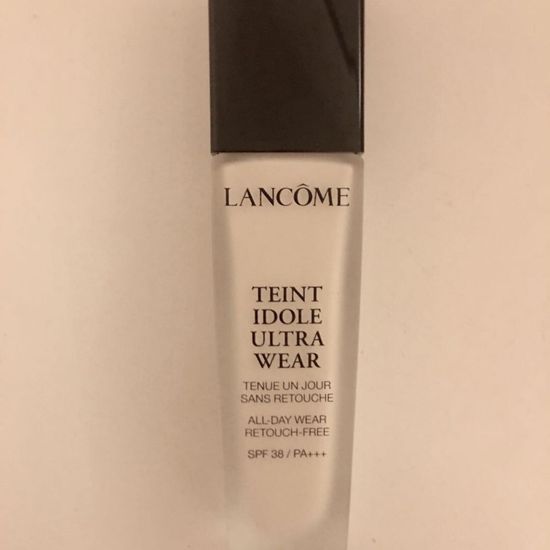 LANCÔME
TEINT
IDOLE
ULTRA
WEAR
TENUE UN JOUR
SANS RETOUCHE
ALL-DAY WEAR
RETOUCH-FREE
SPF 38 / PA+++